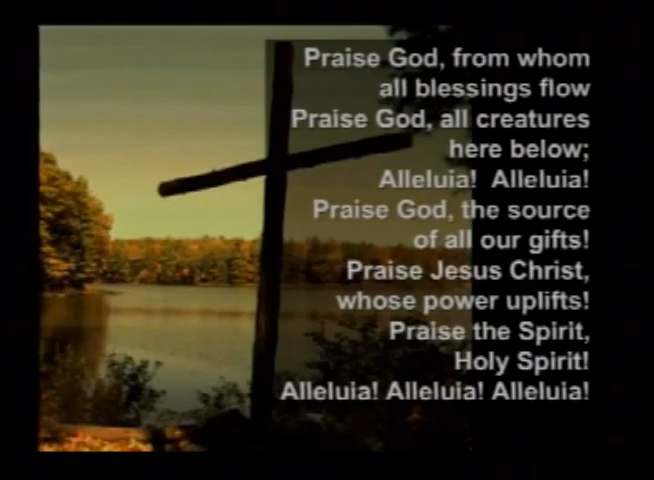 Praise God, from whom
all blessings flow
Praise God, all creatures
here below;
Alleluia! Alleluia!
Praise God, the source
of all our gifts!
Praise Jesus Christ,
whose power uplifts!
Praise the Spirit,
Holy Spirit!
Alleluia! Alleluia! Alleluia!